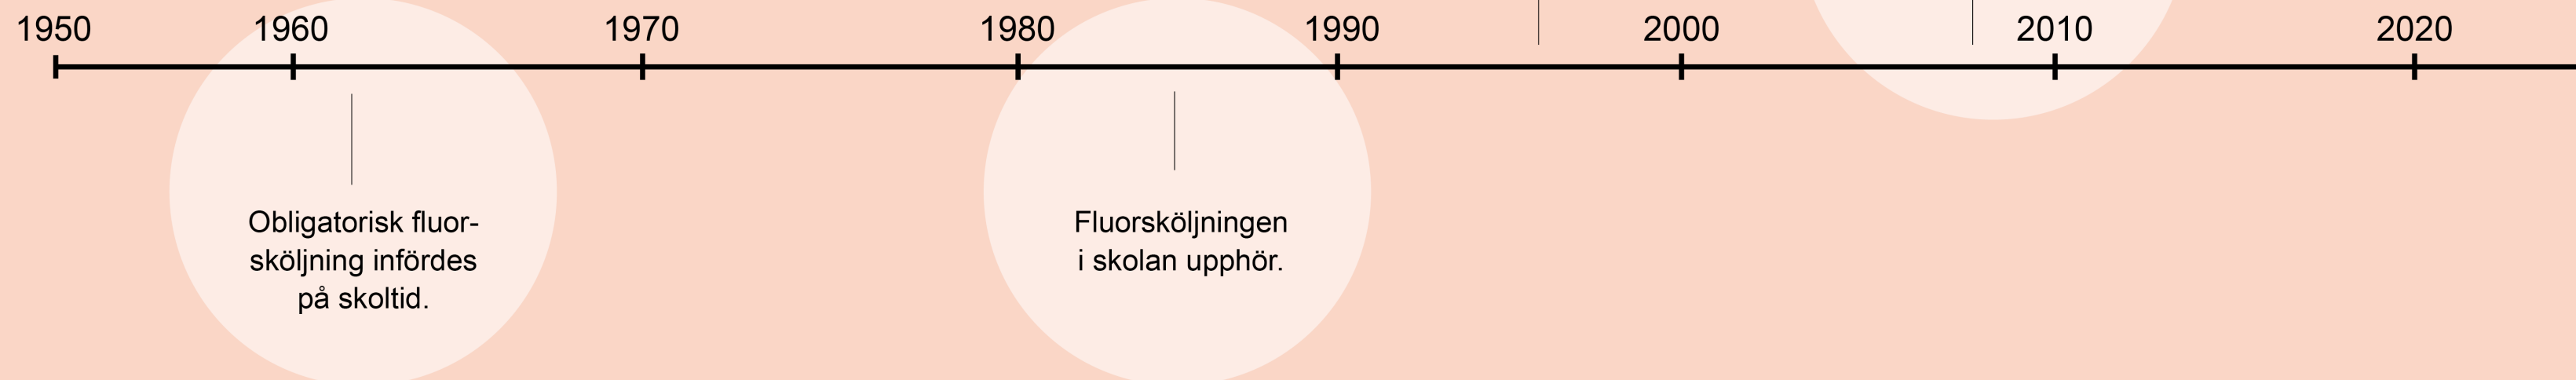 1950 1960 1970 1980 1990 2000 2010 2020
Obligatorisk fluor-
sköljning infördes
på skoltid.
Fluorsköljningen
i skolan upphör.